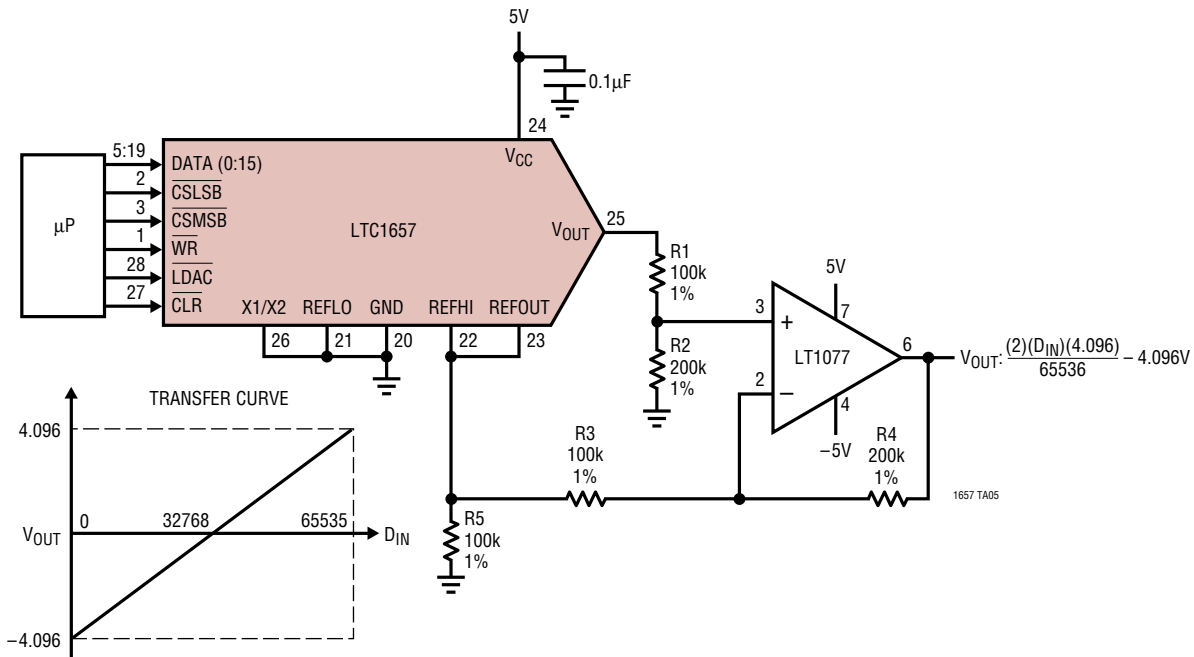 5V
0.1µF
24
VCC
5:19
DATA (0:15)
2
CSLSB
3
CSMSB
µP
LTC1657
VOUT
25
1
WR
28
LDAC
27
CLR
X1/X2 REFLO GND REFHI REFOUT
26 21 20 22 23
R1
100k
1%
5V
3
+
7
R2
200k
1%
LT1077
6
VOUT: (2)(DIN)(4.096)
65536
– 4.096V
2
–
4
–5V
R3
100k
1%
R4
200k
1%
1657 TA05
R5
100k
1%
TRANSFER CURVE
4.096
VOUT
0
32768
65535
DIN
–4.096